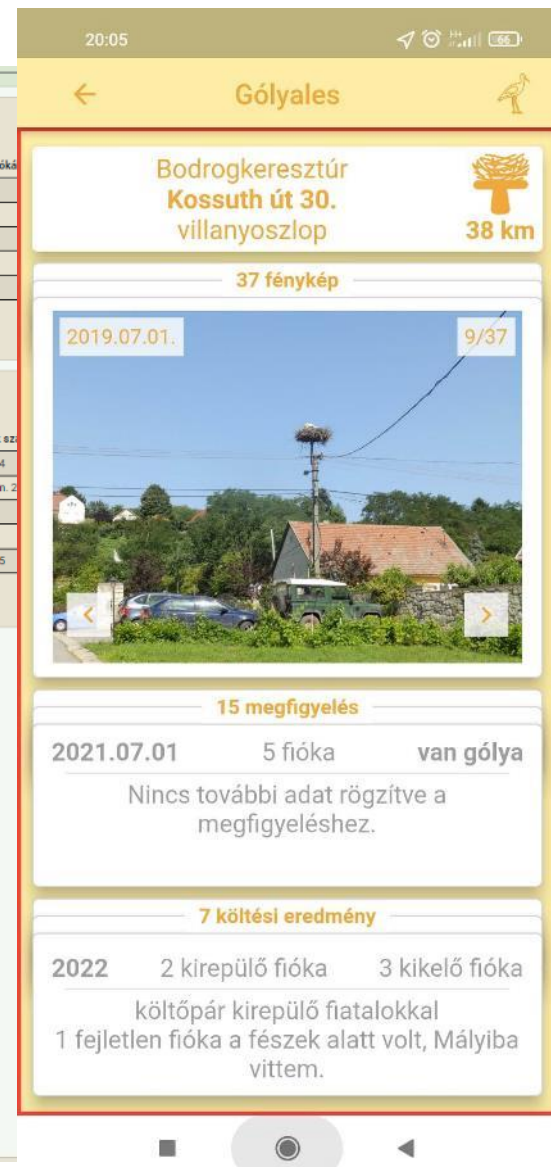 20:05
66
Gólyales
Bodrogkeresztúr
Kossuth út 30.
villanyoszlop
38 km
37 fénykép
2019.07.01.
9/37
15 megfigyelés
2021.07.01 5 fióka van gólya
Nincs további adat rögzítve a
megfigyeléshez.
7 költési eredmény
2022 2 kirepülő fióka 3 kikelő fióka
költőpár kirepülő fiatalokkal
1 fejletlen fióka a fészek alatt volt, Mályiba
vittem.